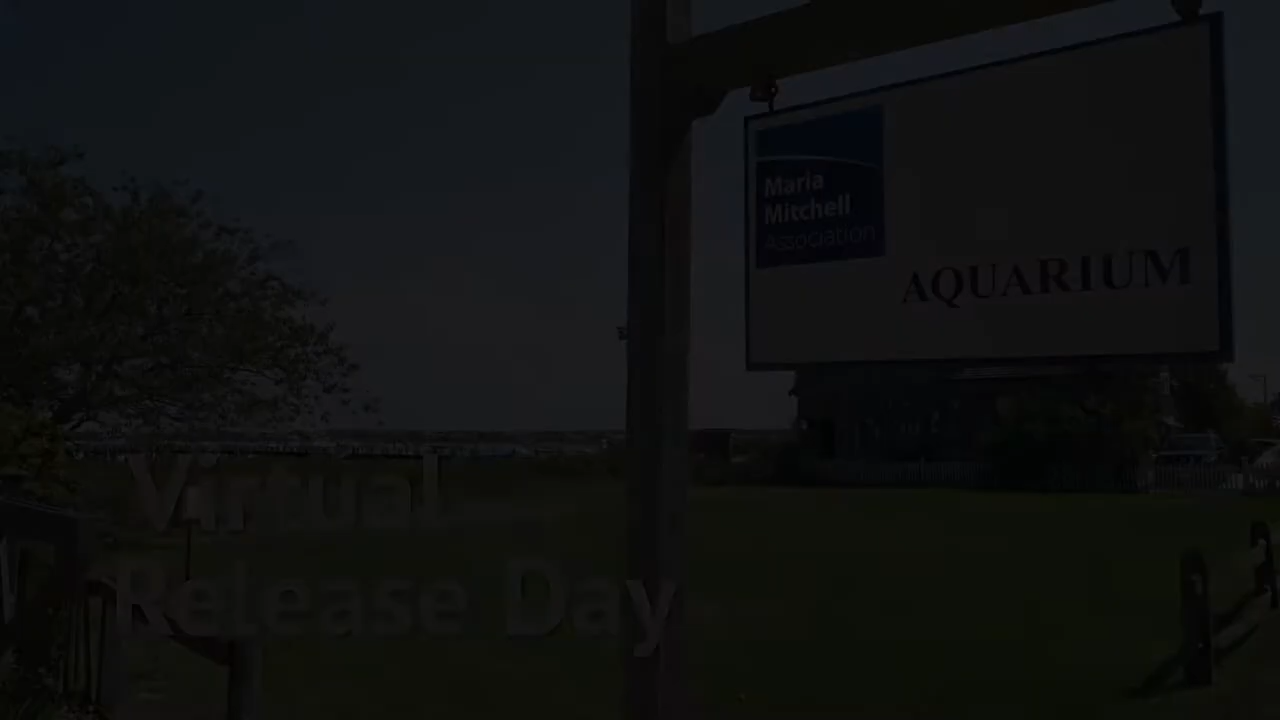 Maria
Mitchell
Association
AQUARIUM
Virtual
Release Day